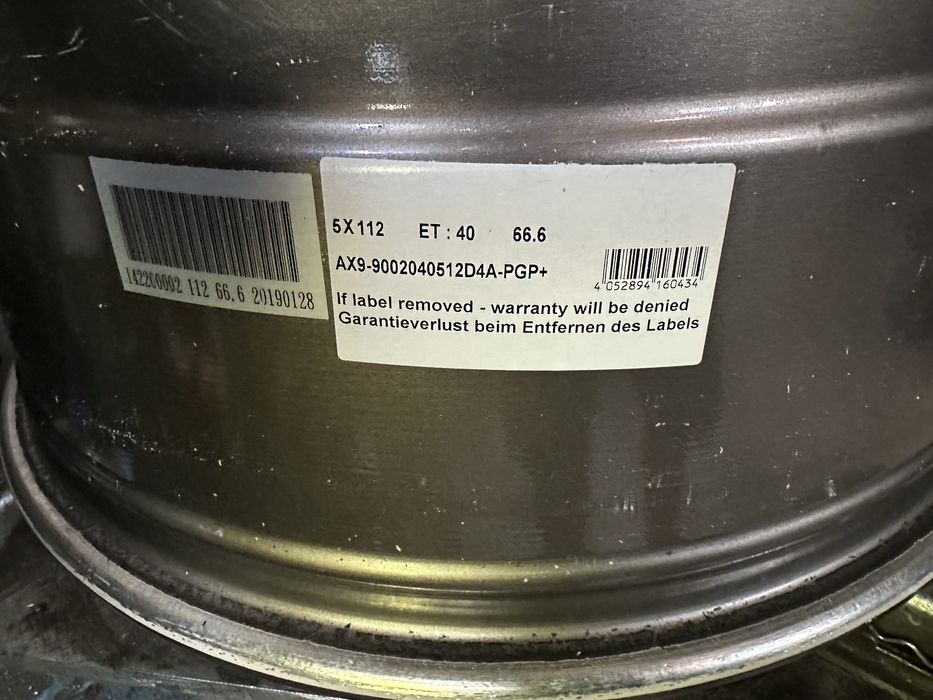 142200002 112 66.6 20190128
5X112 ET : 40 66.6
AX9-9002040512D4A-PGP+
4 052894 160434
If label removed - warranty will be denied
Garantieverlust beim Entfernen des Labels